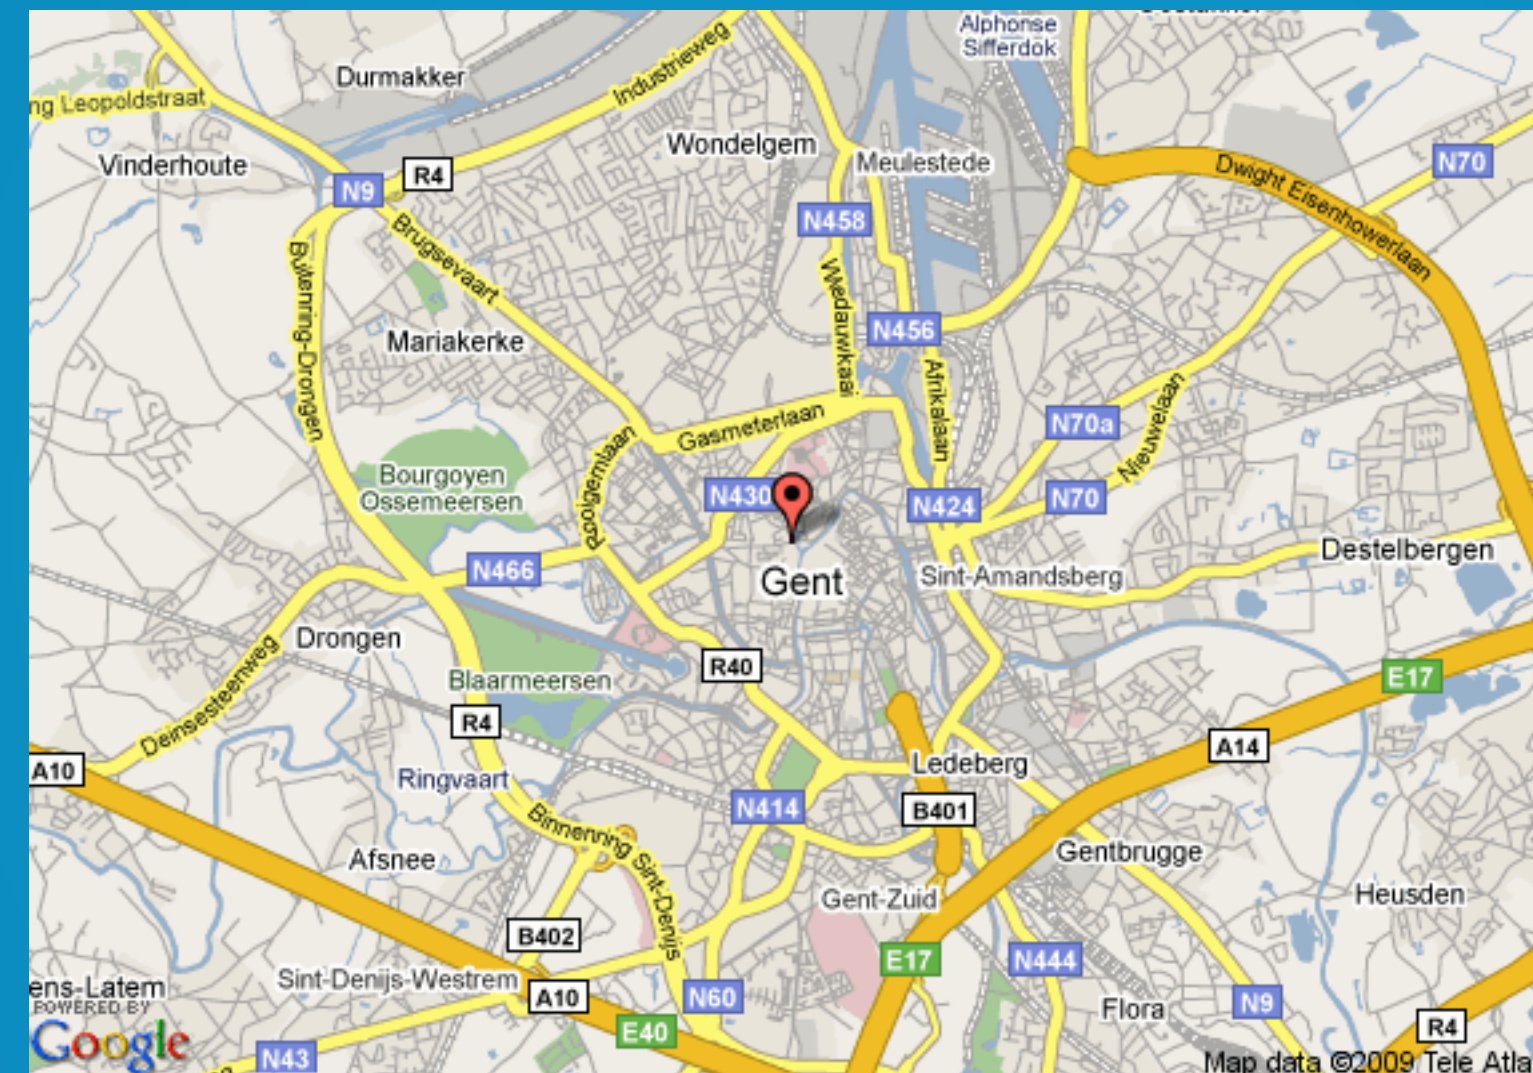 Alphonse
Sifferdok
Durmakker
Industrieweg
ng Leopoldstraat
Wondelgem
Meulestede
Vinderhoute
R4
N9
N70
Dwight Eisenhowerlaan
N458
Brugsevaart
Buitenring-Drongen
Wiedauwkaai
Mariakerke
N456
Afrikalaan
Gasmeterlaan
N70a
Nieuwelaan
Rooigemlaan
Bourgoyen
Ossemeersen
N430
N424
N70
Destelbergen
N466
Gent
Sint-Amandsberg
Drongen
Deinsesteenweg
Blaarmeersen
R40
E17
R4
A14
A10
Ringvaart
Ledeberg
N414
B401
Binnenring Sint-Denijs
Afsnee
Gentbrugge
Gent-Zuid
Heusden
B402
E17
N444
Sint-Denijs-Westrem
ens-Latem
A10
N60
N9
Flora
POWERED BY
Google
E40
R4
N43
Map data ©2009 Tele Atla